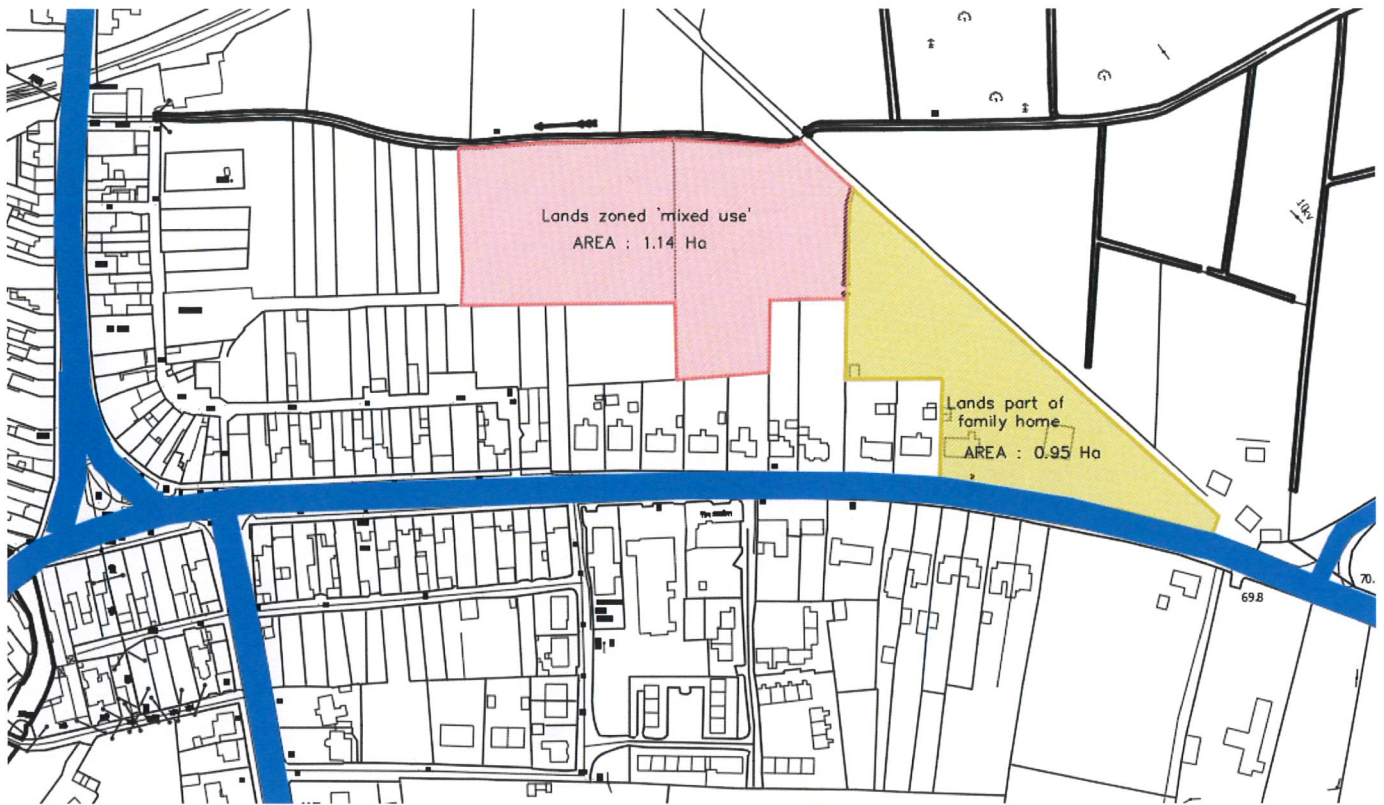 Lands zoned 'mixed use'
AREA : 1.14 Ha
10kv
Lands part of
family home
AREA : 0.95 Ha
69.8
70.